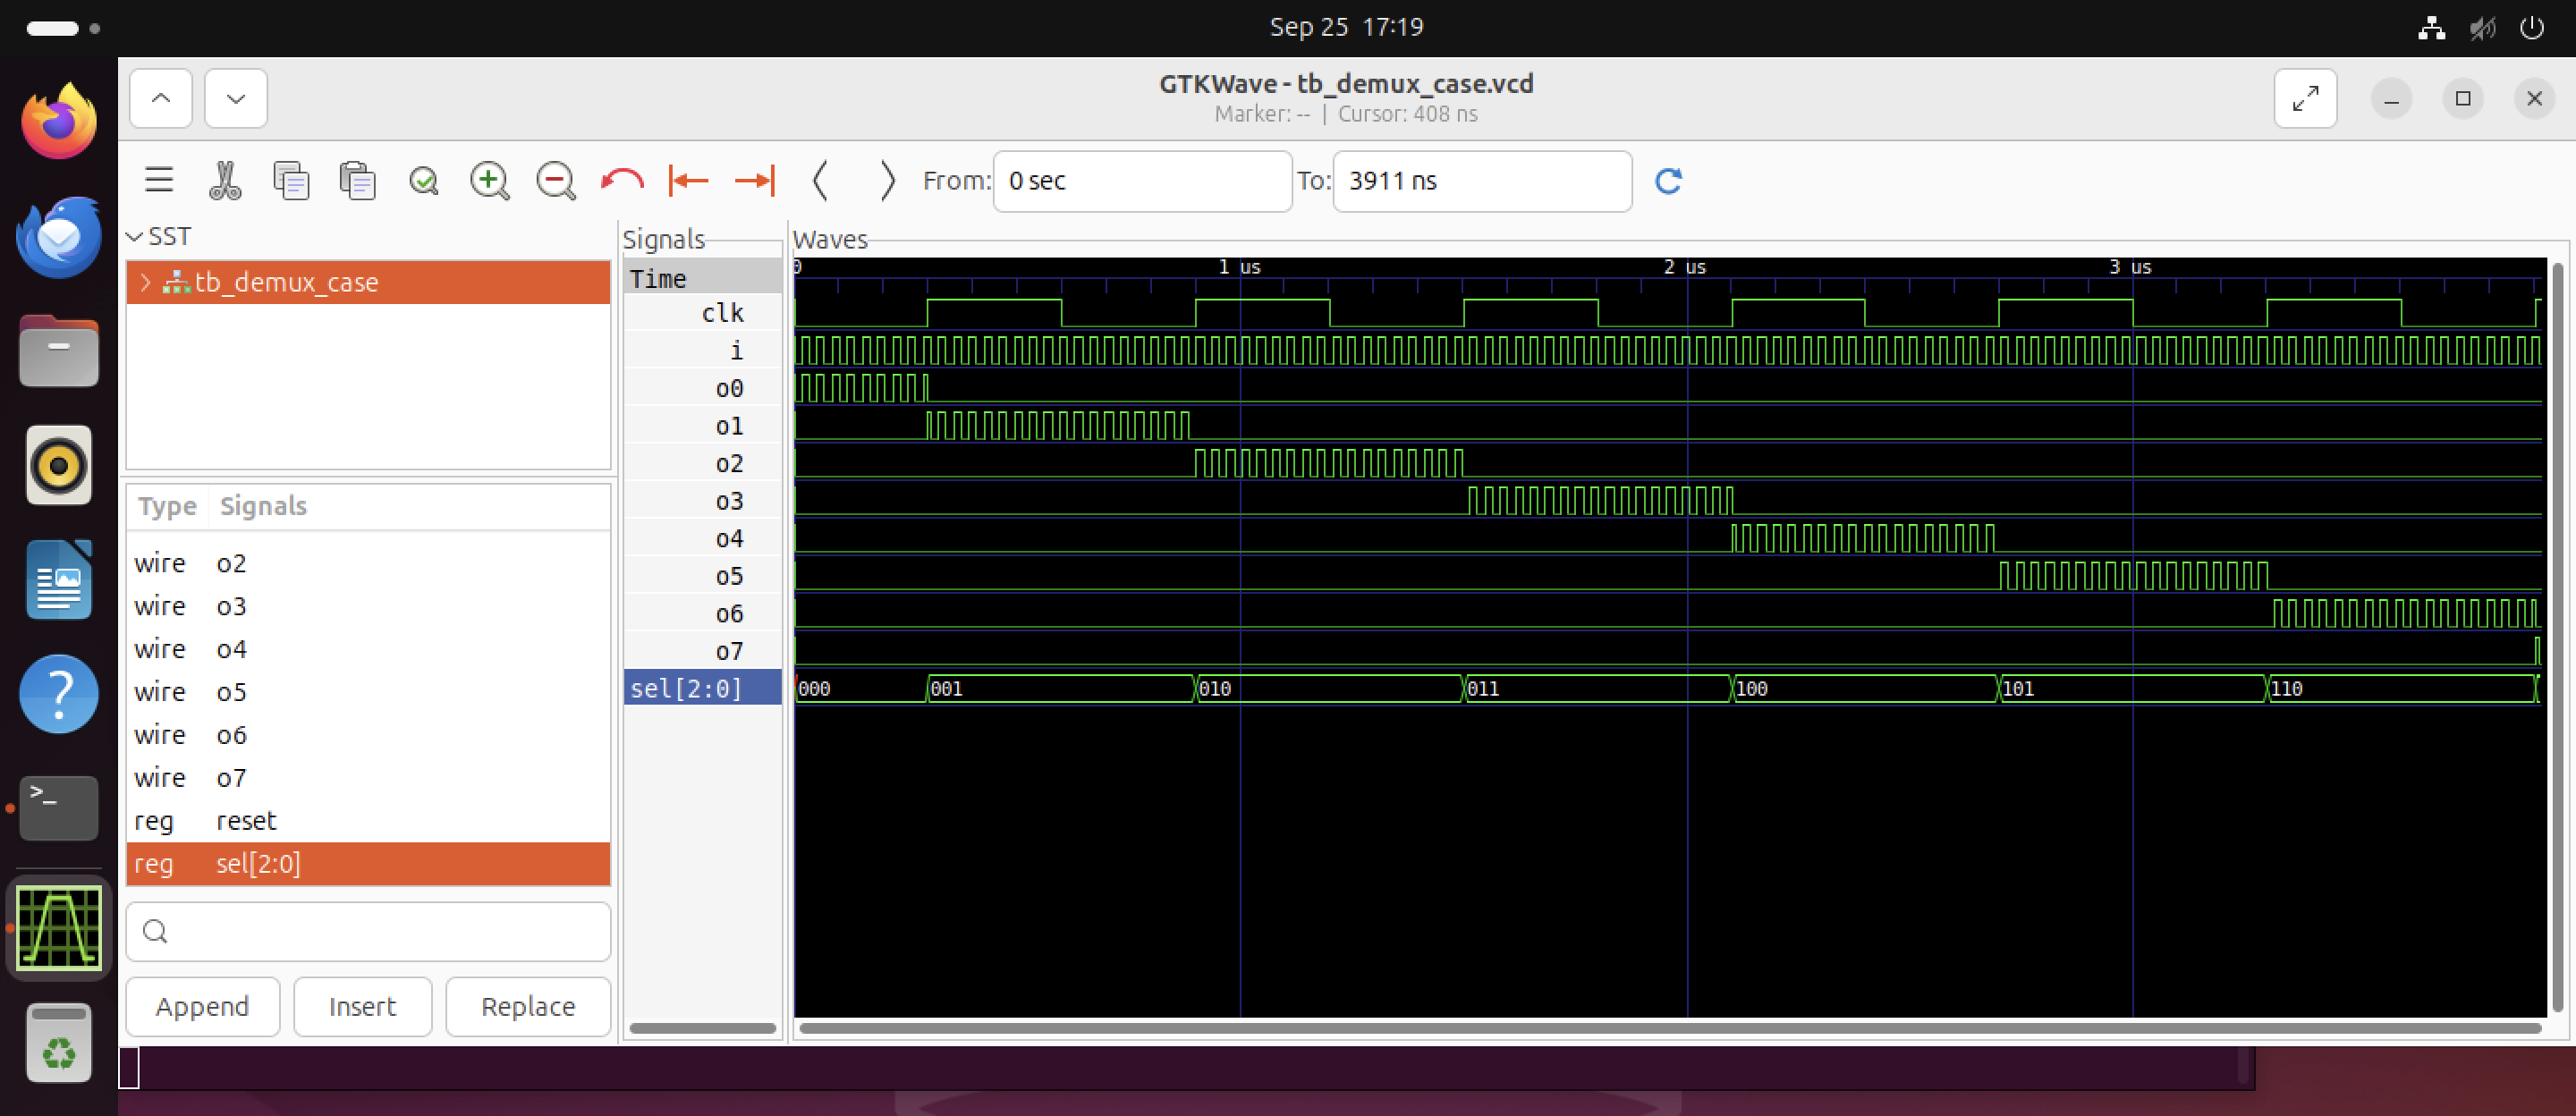 Sep 25 17:19
GTKWave - tb_demux_case.vcd
Marker: -- | Cursor: 408 ns
From: 0 sec To: 3911 ns
SST
tb_demux_case
Type Signals
wire o2
wire o3
wire o4
wire o5
wire o6
wire o7
reg reset
reg sel[2:0]
Append Insert Replace
Signals
Time
clk
i
o0
o1
o2
o3
o4
o5
o6
o7
sel[2:0]
Waves
0 1 us 2 us 3 us
000 001 010 011 100 101 110